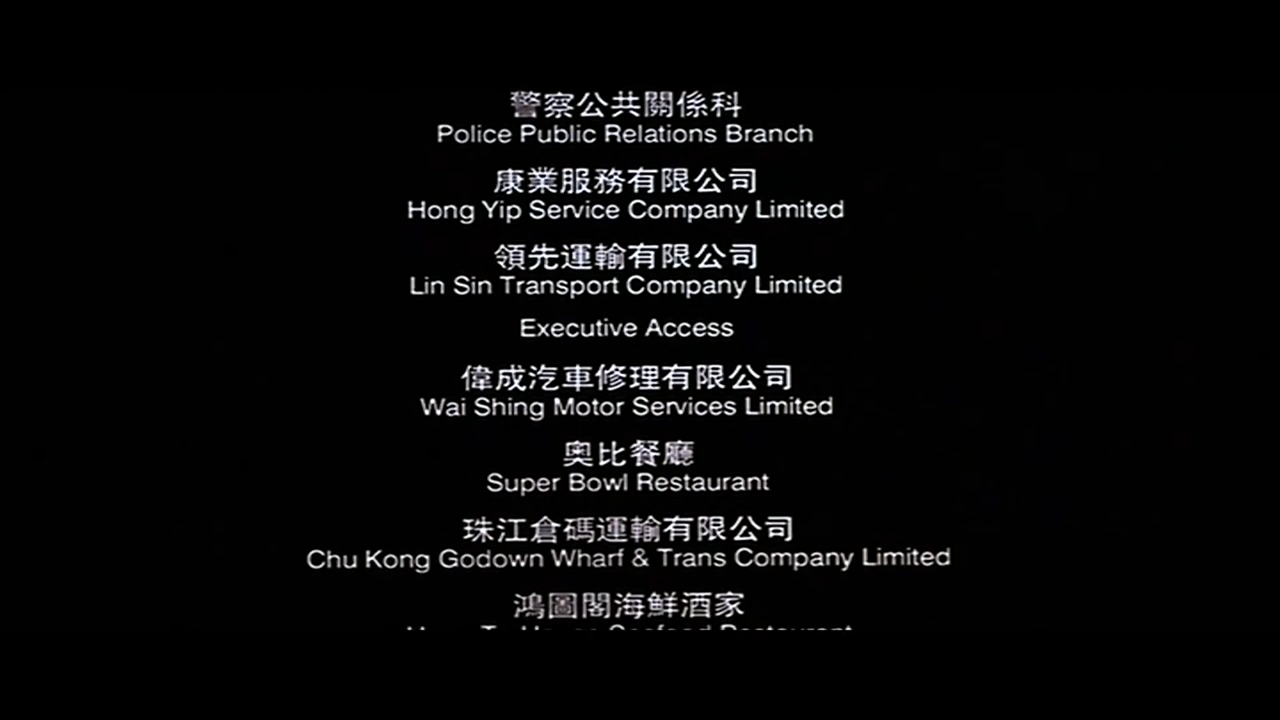 警察公共關係科
Police Public Relations Branch
康業服務有限公司
Hong Yip Service Company Limited
領先運輸有限公司
Lin Sin Transport Company Limited
Executive Access
偉成汽車修理有限公司
Wai Shing Motor Services Limited
奧比餐廳
Super Bowl Restaurant
珠江倉碼運輸有限公司
Chu Kong Godown Wharf & Trans Company Limited
鴻圖閣海鮮酒家
Seafood Restaurant